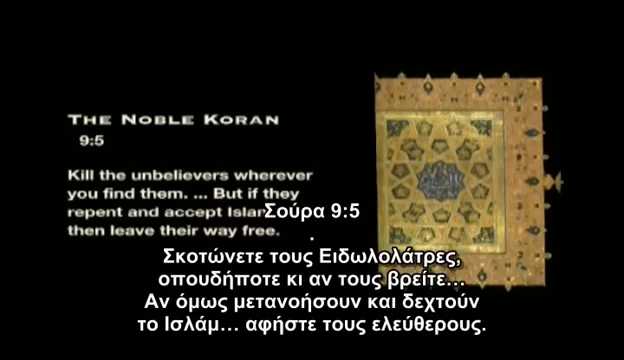 THE NOBLE KORAN
9:5
Kill the unbelievers wherever
you find them. ... But if they
repent and accept
then leave their way free.
Σούρα 9:5
.
Σκοτώνετε τους Ειδωλολάτρες,
οπουδήποτε κι αν τους βρείτε...
Αν όμως μετανοήσουν και δεχτούν
το Ισλάμ... αφήστε τους ελεύθερους.